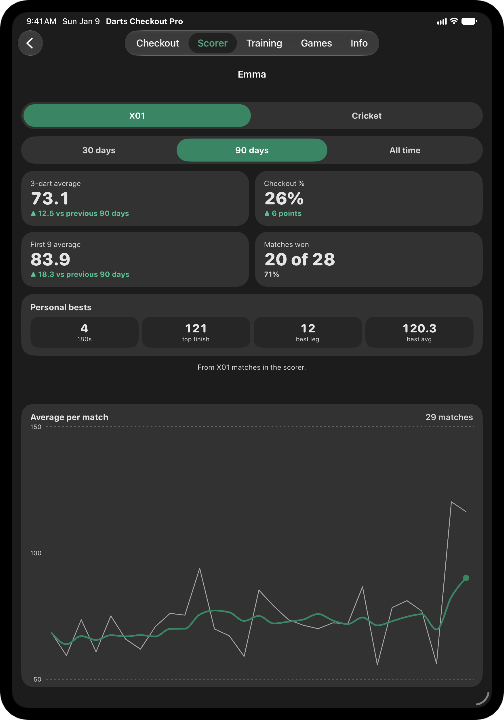 9:41 AM Sun Jan 9 Darts Checkout Pro
Checkout Scorer Training Games Info
Emma
X01 Cricket
30 days 90 days All time
3-dart average
73.1
▲ 12.5 vs previous 90 days
Checkout %
26%
▲ 6 points
First 9 average
83.9
▲ 18.3 vs previous 90 days
Matches won
20 of 28
71%
Personal bests
4
180s
121
top finish
12
best leg
120.3
best avg
From X01 matches in the scorer.
Average per match 29 matches
150
100
50